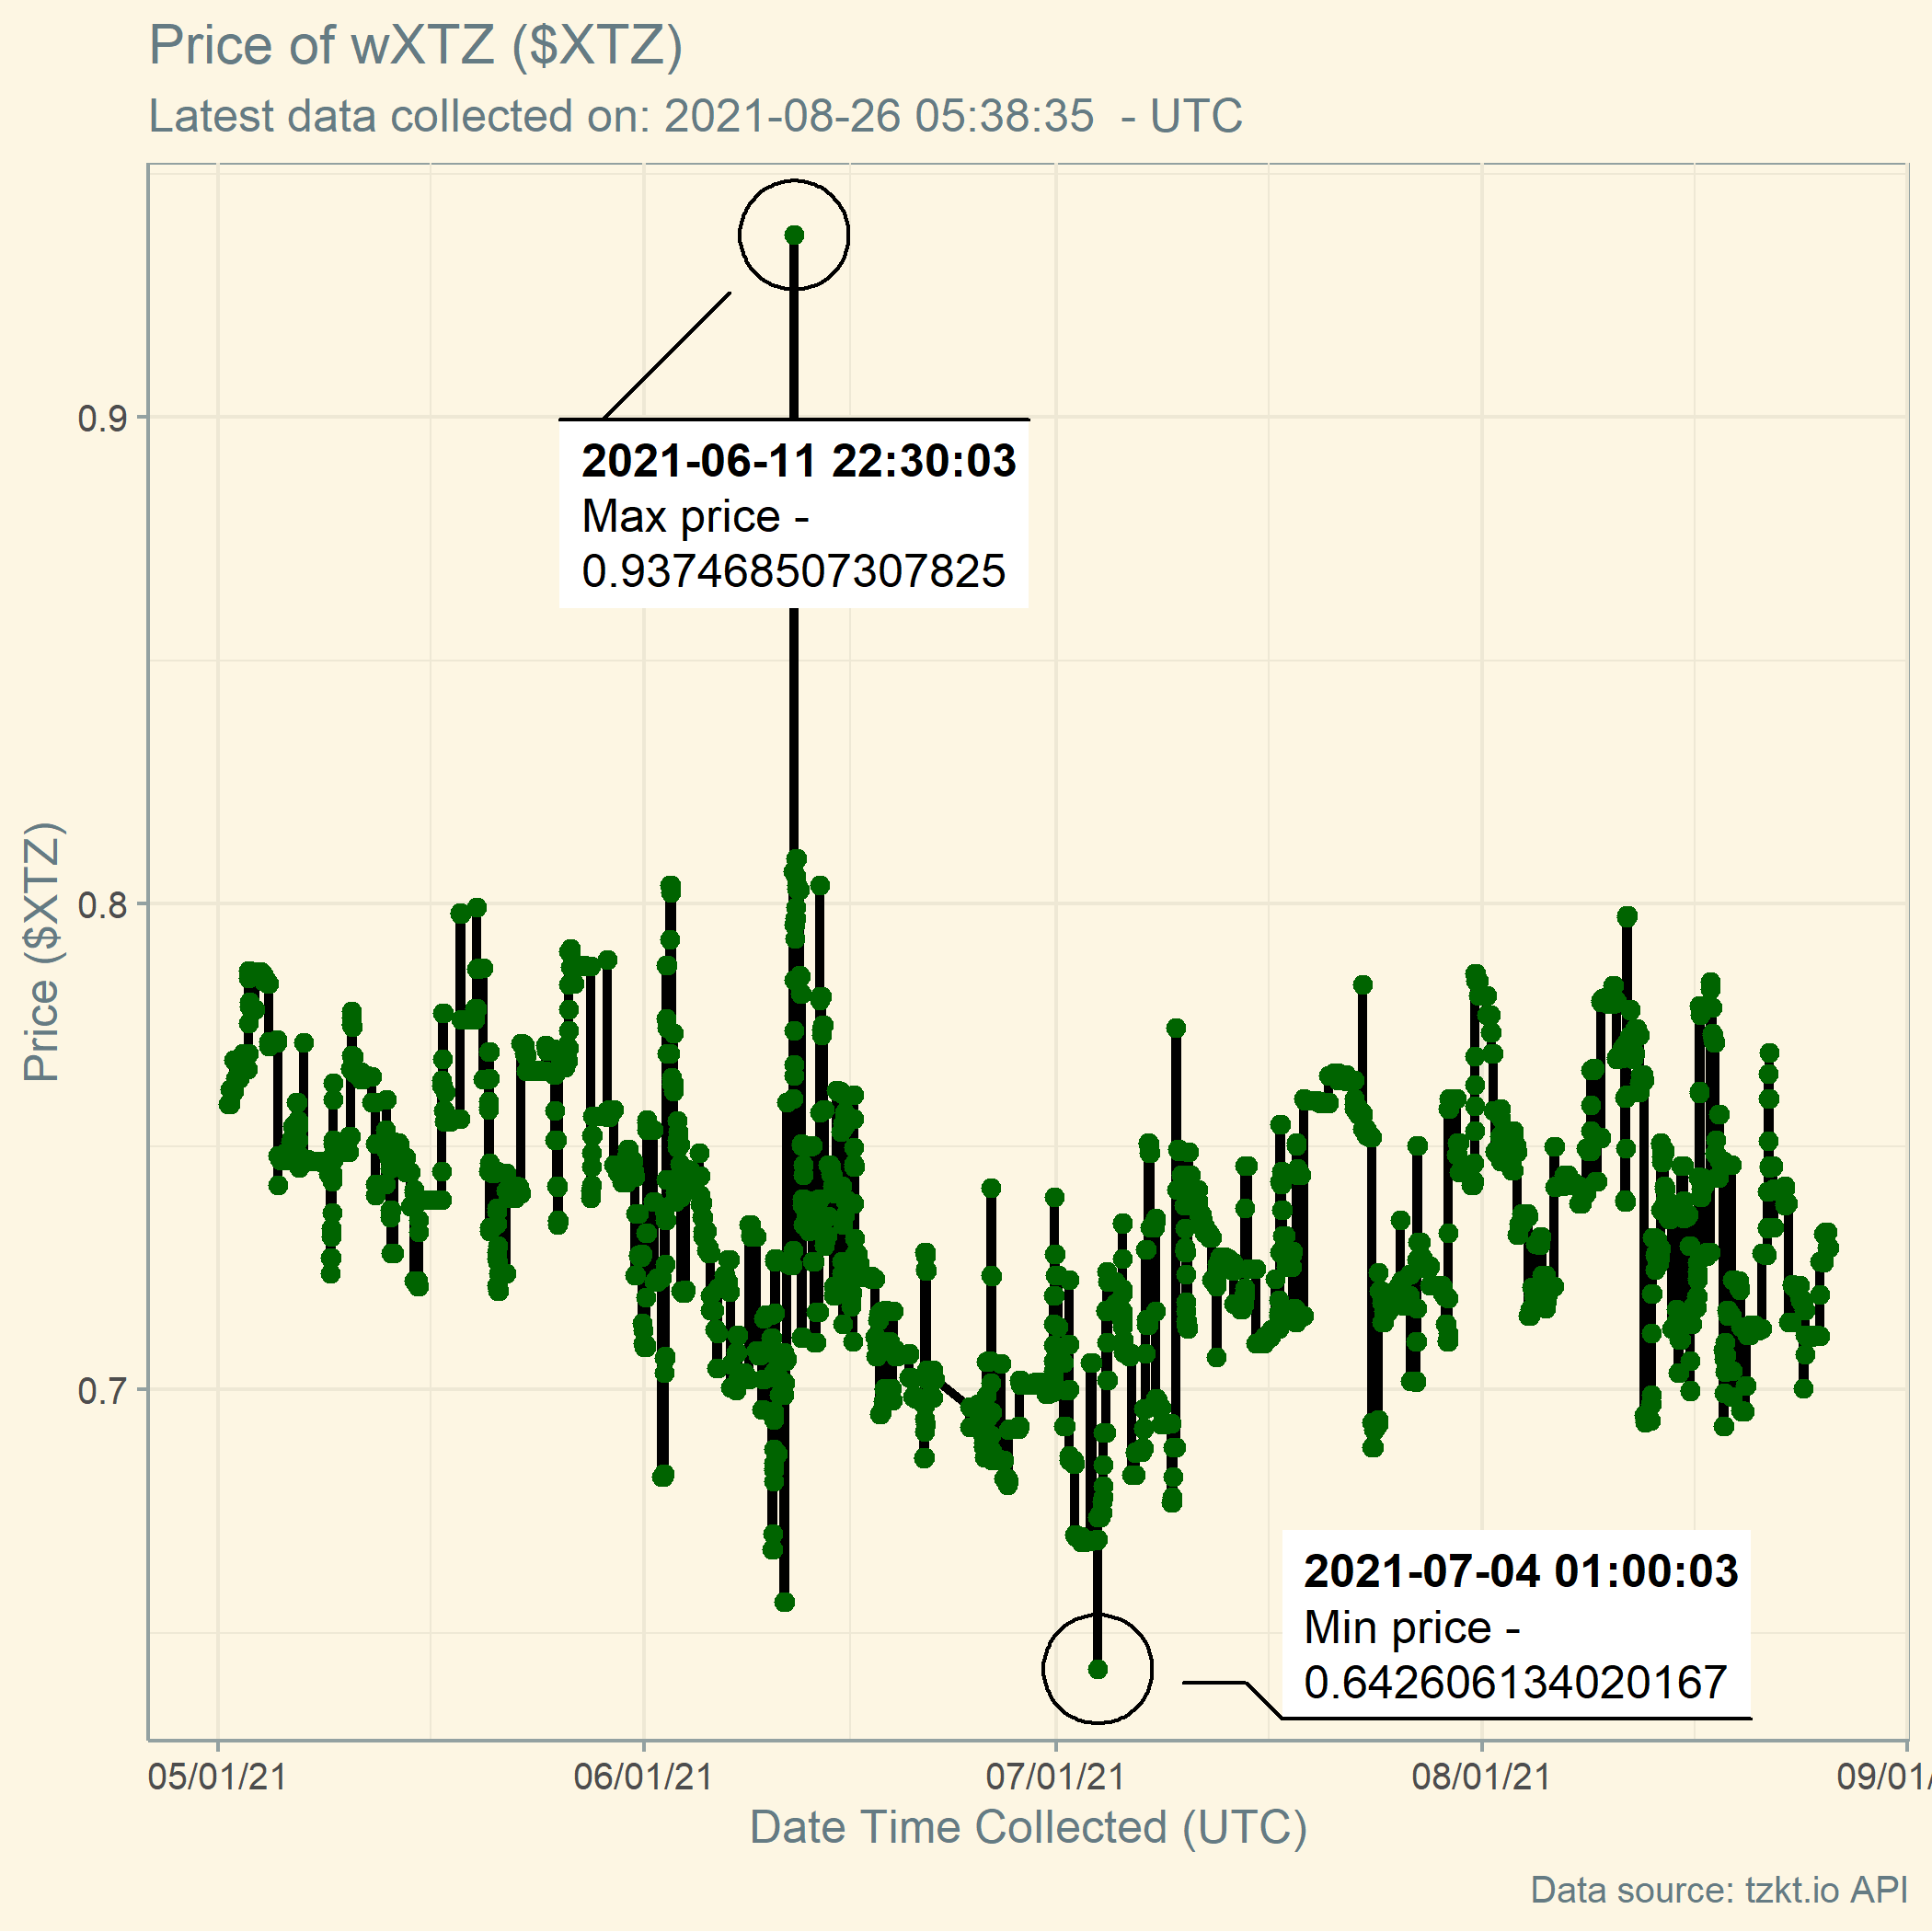 Price of wXTZ ($XTZ)
Latest data collected on: 2021-08-26 05:38:35  - UTC
0.9
2021-06-11 22:30:03
Max price -
0.937468507307825
0.8
Price ($XTZ)
0.7
2021-07-04 01:00:03
Min price -
0.642606134020167
05/01/21
06/01/21
07/01/21
08/01/21
09/01/
Date Time Collected (UTC)
Data source: tzkt.io API